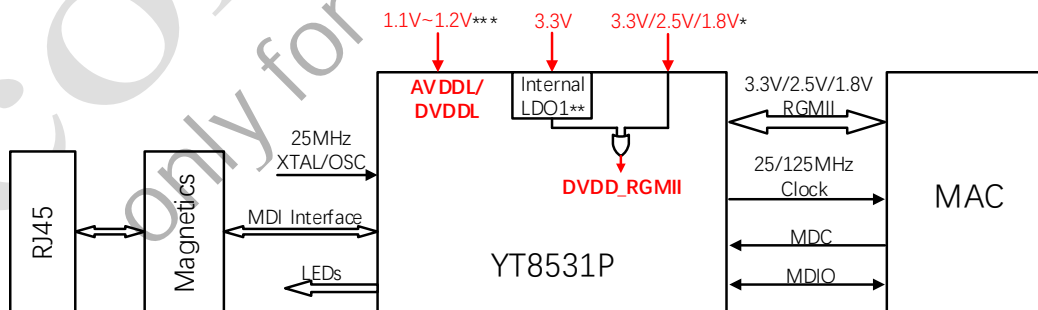 1.1V~1.2V***
3.3V
3.3V/2.5V/1.8V*
AVDDL/
DVDDL
Internal
LDO1**
3.3V/2.5V/1.8V
RGMII
25MHz
XTAL/OSC
DVDD_RGMII
25/125MHz
Clock
MAC
RJ45
Magnetics
MDI Interface
MDC
YT8531P
LEDs
MDIO
only for